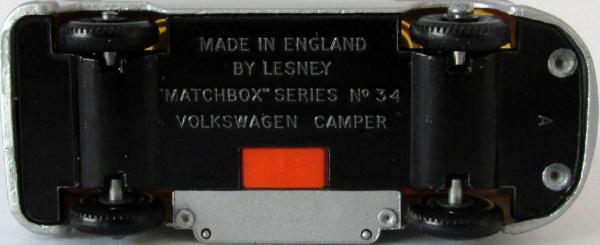 MADE IN ENGLAND
BY LESNEY
"MATCHBOX" SERIES Nº 34
VOLKSWAGEN CAMPER
A